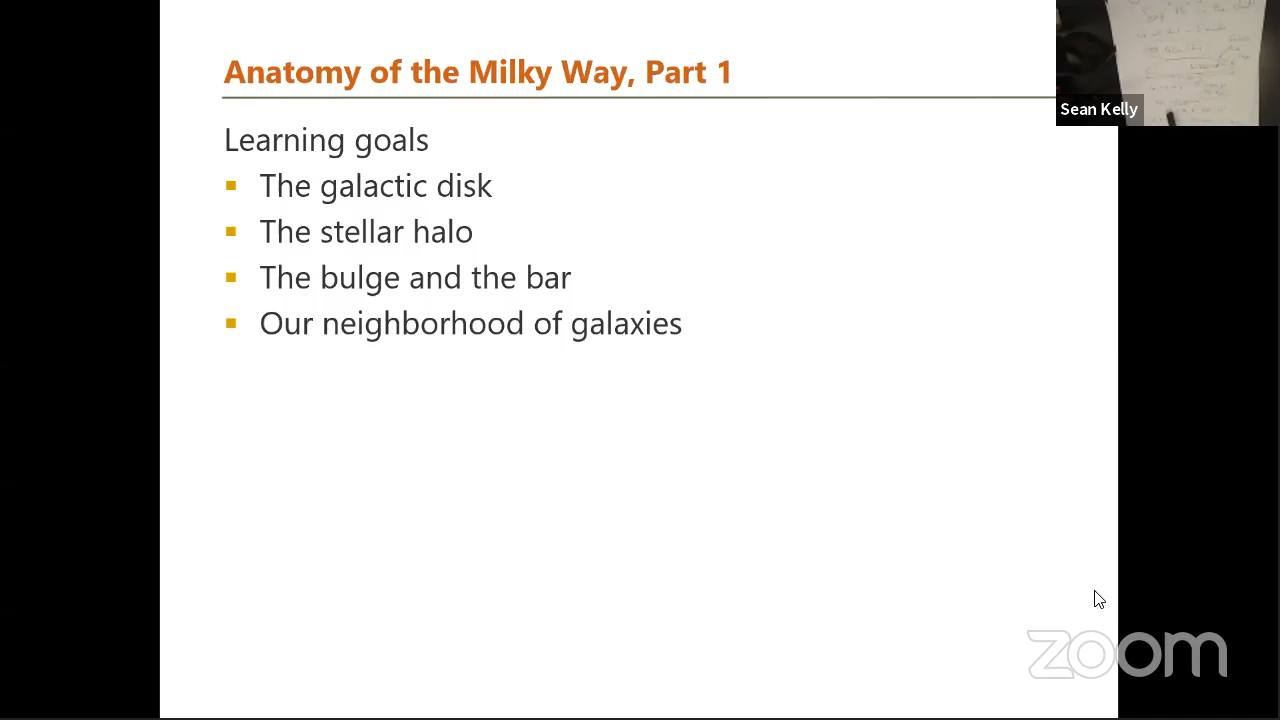 Anatomy of the Milky Way, Part 1
Sean Kelly
Learning goals
The galactic disk
The stellar halo
The bulge and the bar
Our neighborhood of galaxies
zoom